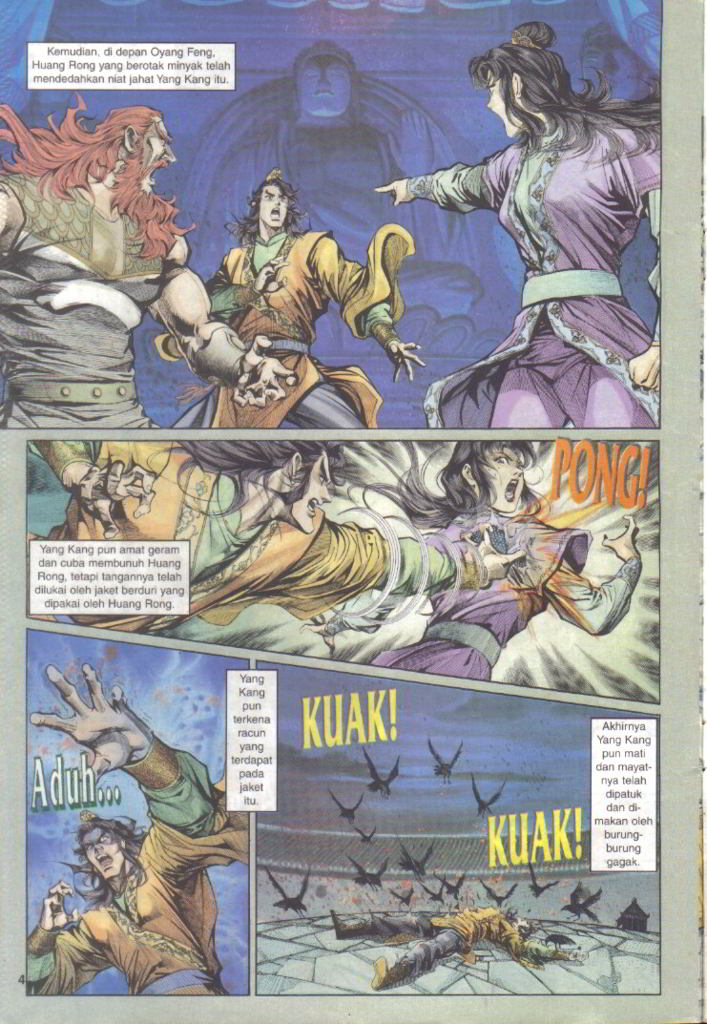 Kemudian, di depan Oyang Feng,
Huang Rong yang berotak minyak telah
mendedahkan niat jahat Yang Kang itu.
PONG!
Yang Kang pun amat geram
dan cuba membunuh Huang
Rong, tetapi tangannya telah
dilukai oleh jaket berduri yang
dipakai oleh Huang Rong.
Aduh...
Yang
Kang
pun
terkena
racun
yang
terdapat
pada
jaket
itu.
KUAK!
KUAK!
Akhirnya
Yang Kang
pun mati
dan mayat-
nya telah
dipatuk
dan di-
makan oleh
burung-
burung
gagak.
4